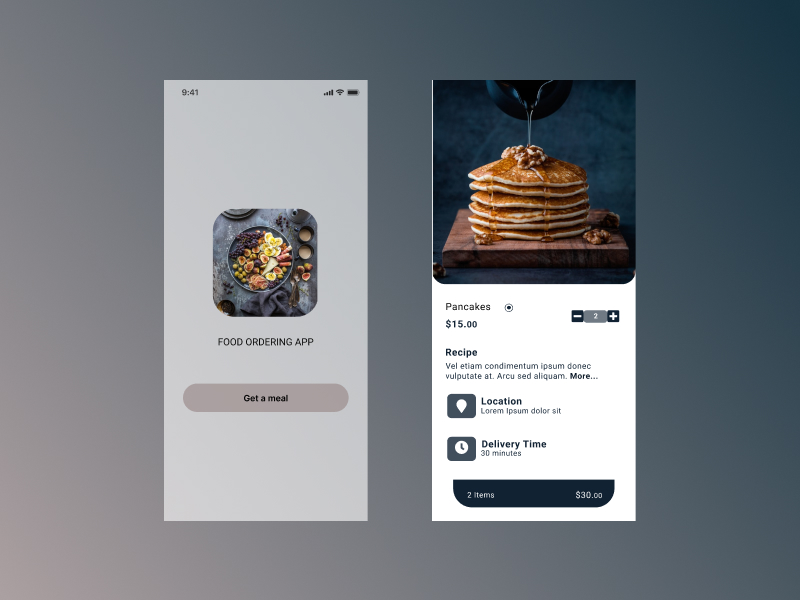 9:41
FOOD ORDERING APP
Get a meal
Pancakes
$15.00
2
Recipe
Vel etiam condimentum ipsum donec
vulputate at. Arcu sed aliquam. More...
Location
Lorem Ipsum dolor sit
Delivery Time
30 minutes
2 Items
$30.00